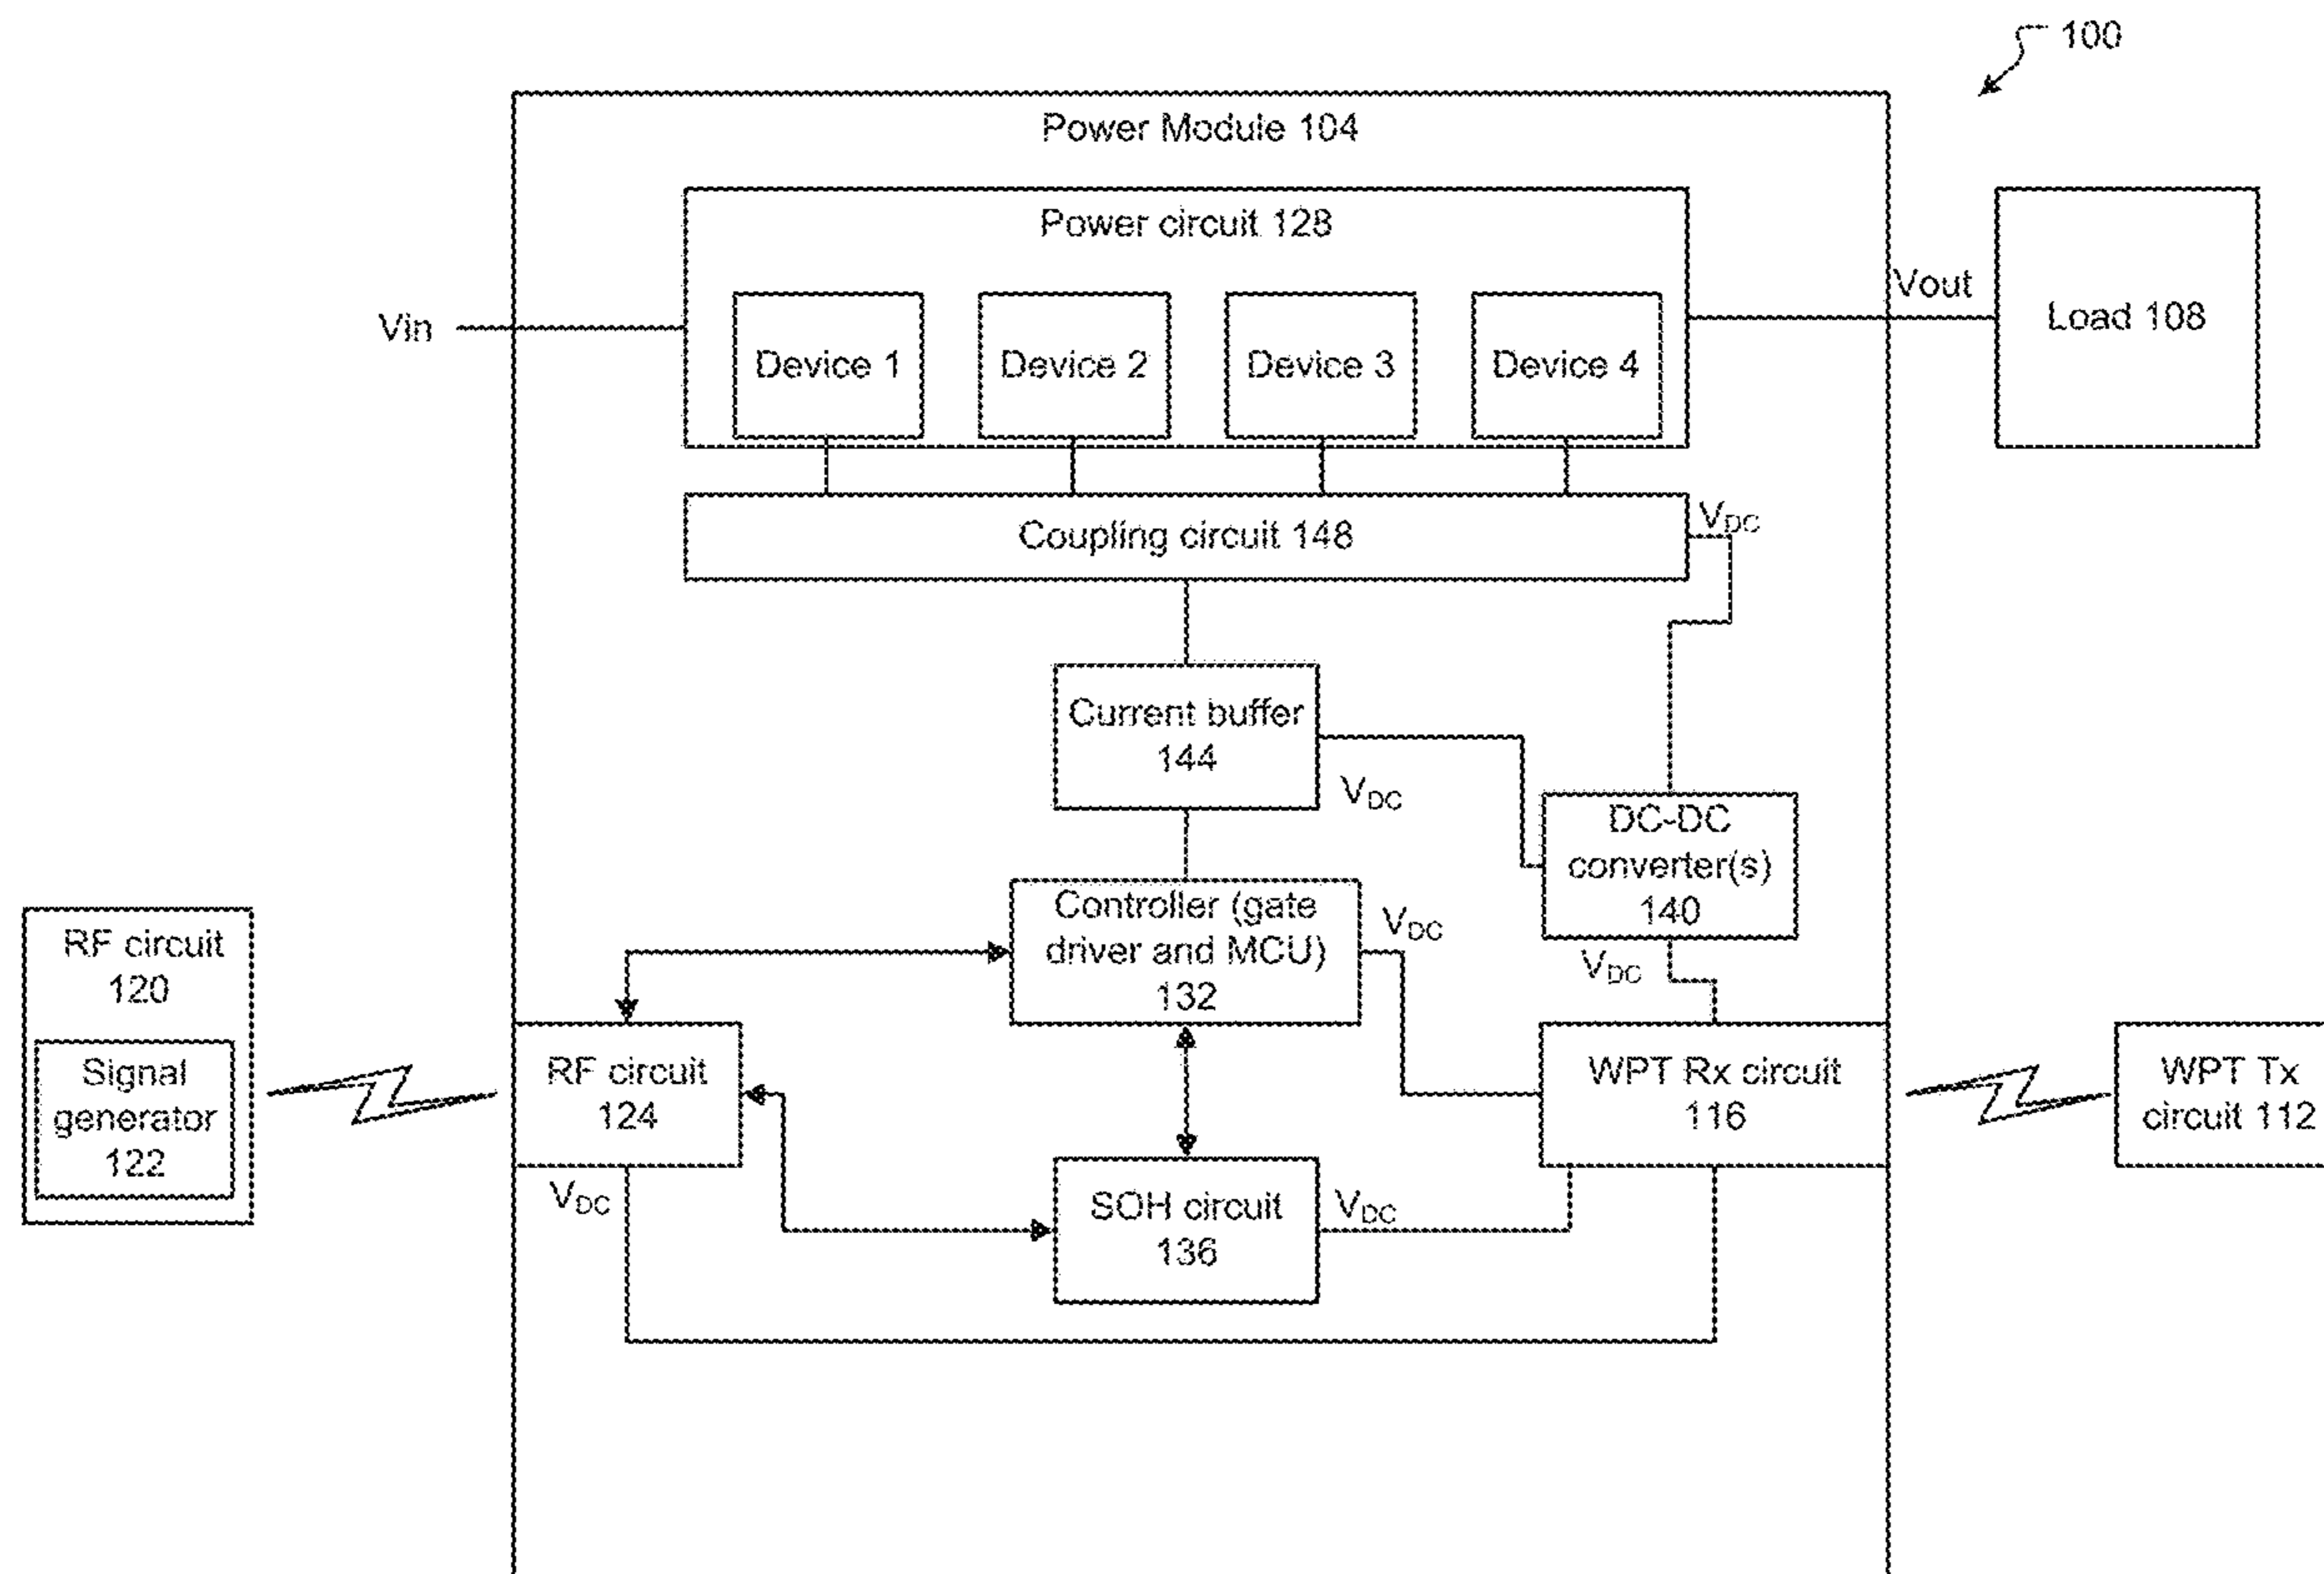 100
Power Module 104
Power circuit 128
Vin
Device 1
Device 2
Device 3
Device 4
Vout
Load 108
Coupling circuit 148
VDC
Current buffer
144
VDC
DC-DC
converter(s)
140
VDC
Controller (gate
driver and MCU)
132
VDC
RF circuit
120
Signal
generator
122
RF circuit
124
VDC
SOH circuit
136
VDC
WPT Rx circuit
116
WPT Tx
circuit 112